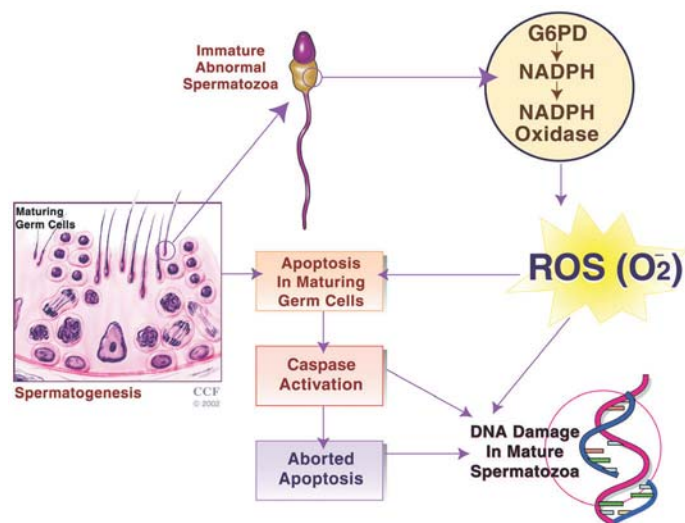 Immature
Abnormal
Spermatozoa
G6PD
NADPH
NADPH
Oxidase
Maturing
Germ Cells
Apoptosis
In Maturing
Germ Cells
ROS (O₂⁻)
Caspase
Activation
Spermatogenesis
CCF
© 2002
Aborted
Apoptosis
DNA Damage
In Mature
Spermatozoa